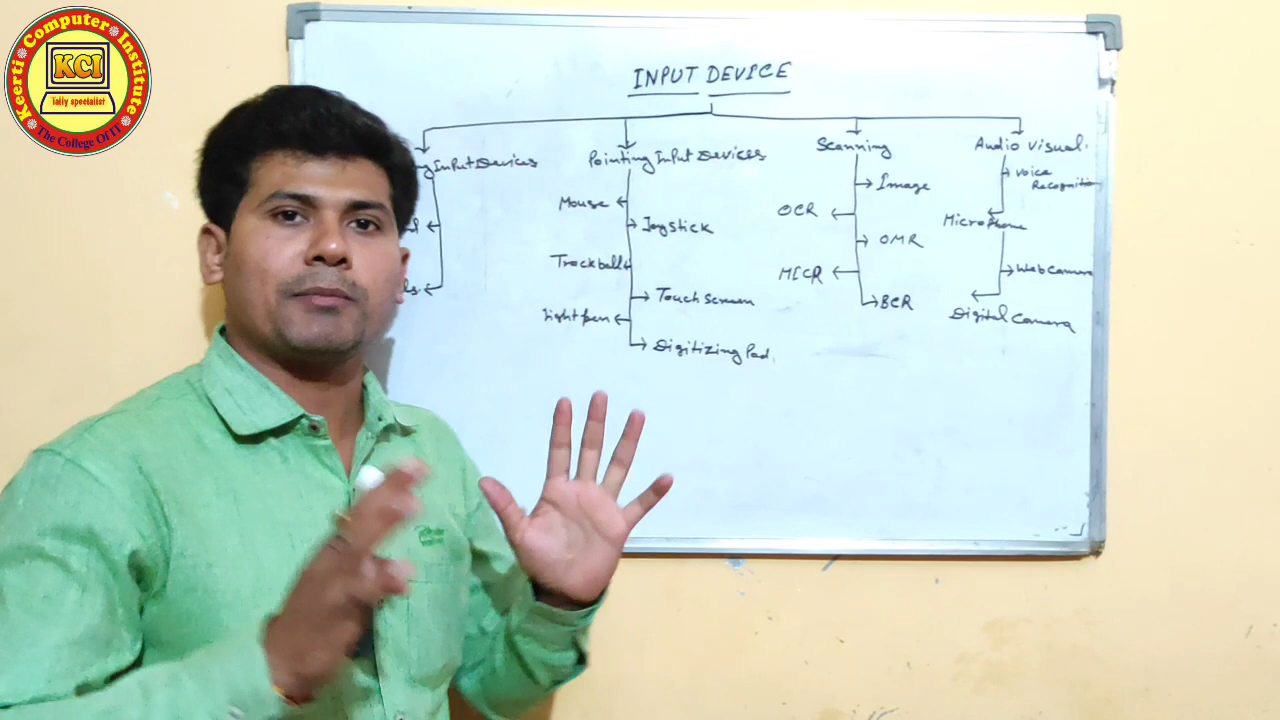 Keerti Computer Institute
KCI
Tally specialist
The College Of IT
INPUT DEVICE
Input Devices
Pointing Input Devices
Scanning
Audio Visual.
Mouse
Joystick
Trackball
Touch screen
Light pen
Digitizing Pad.
Image
OCR
OMR
MICR
BCR
Voice
Recognition
Microphone
Web camera
Digital Camera